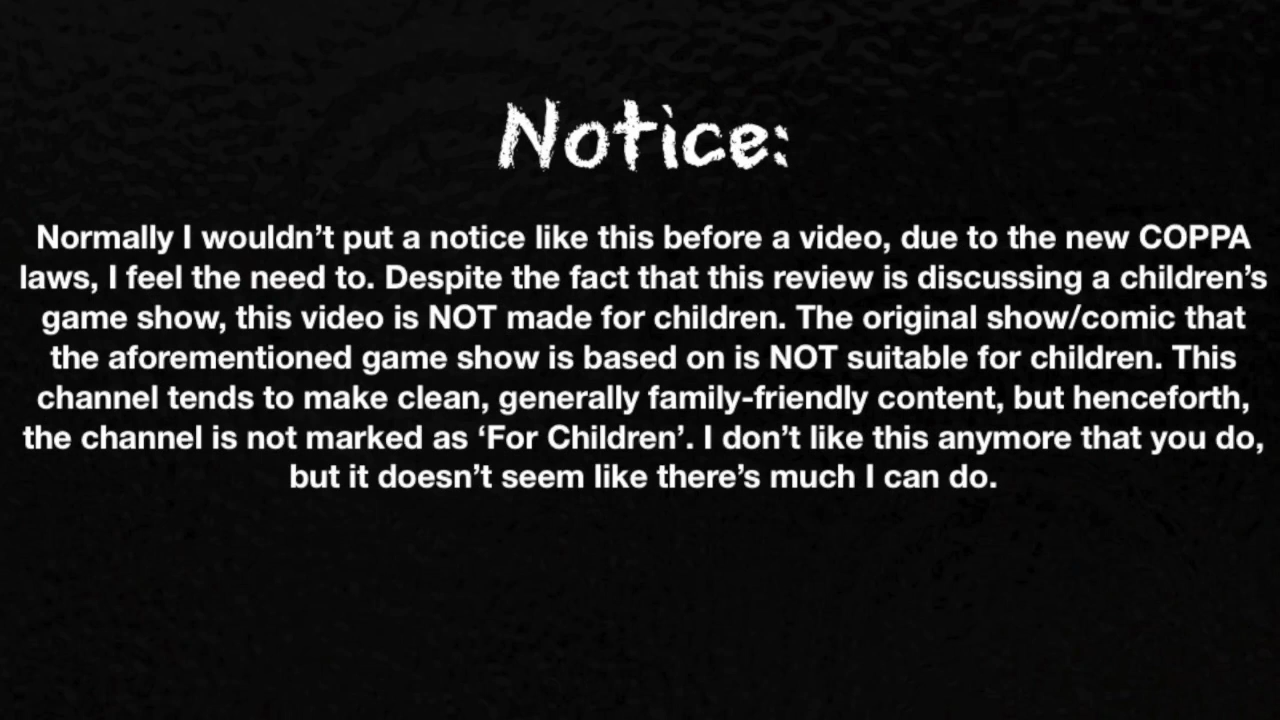 Notice:
Normally I wouldn’t put a notice like this before a video, due to the new COPPA
laws, I feel the need to. Despite the fact that this review is discussing a children’s
game show, this video is NOT made for children. The original show/comic that
the aforementioned game show is based on is NOT suitable for children. This
channel tends to make clean, generally family-friendly content, but henceforth,
the channel is not marked as ‘For Children’. I don’t like this anymore that you do,
but it doesn’t seem like there’s much I can do.